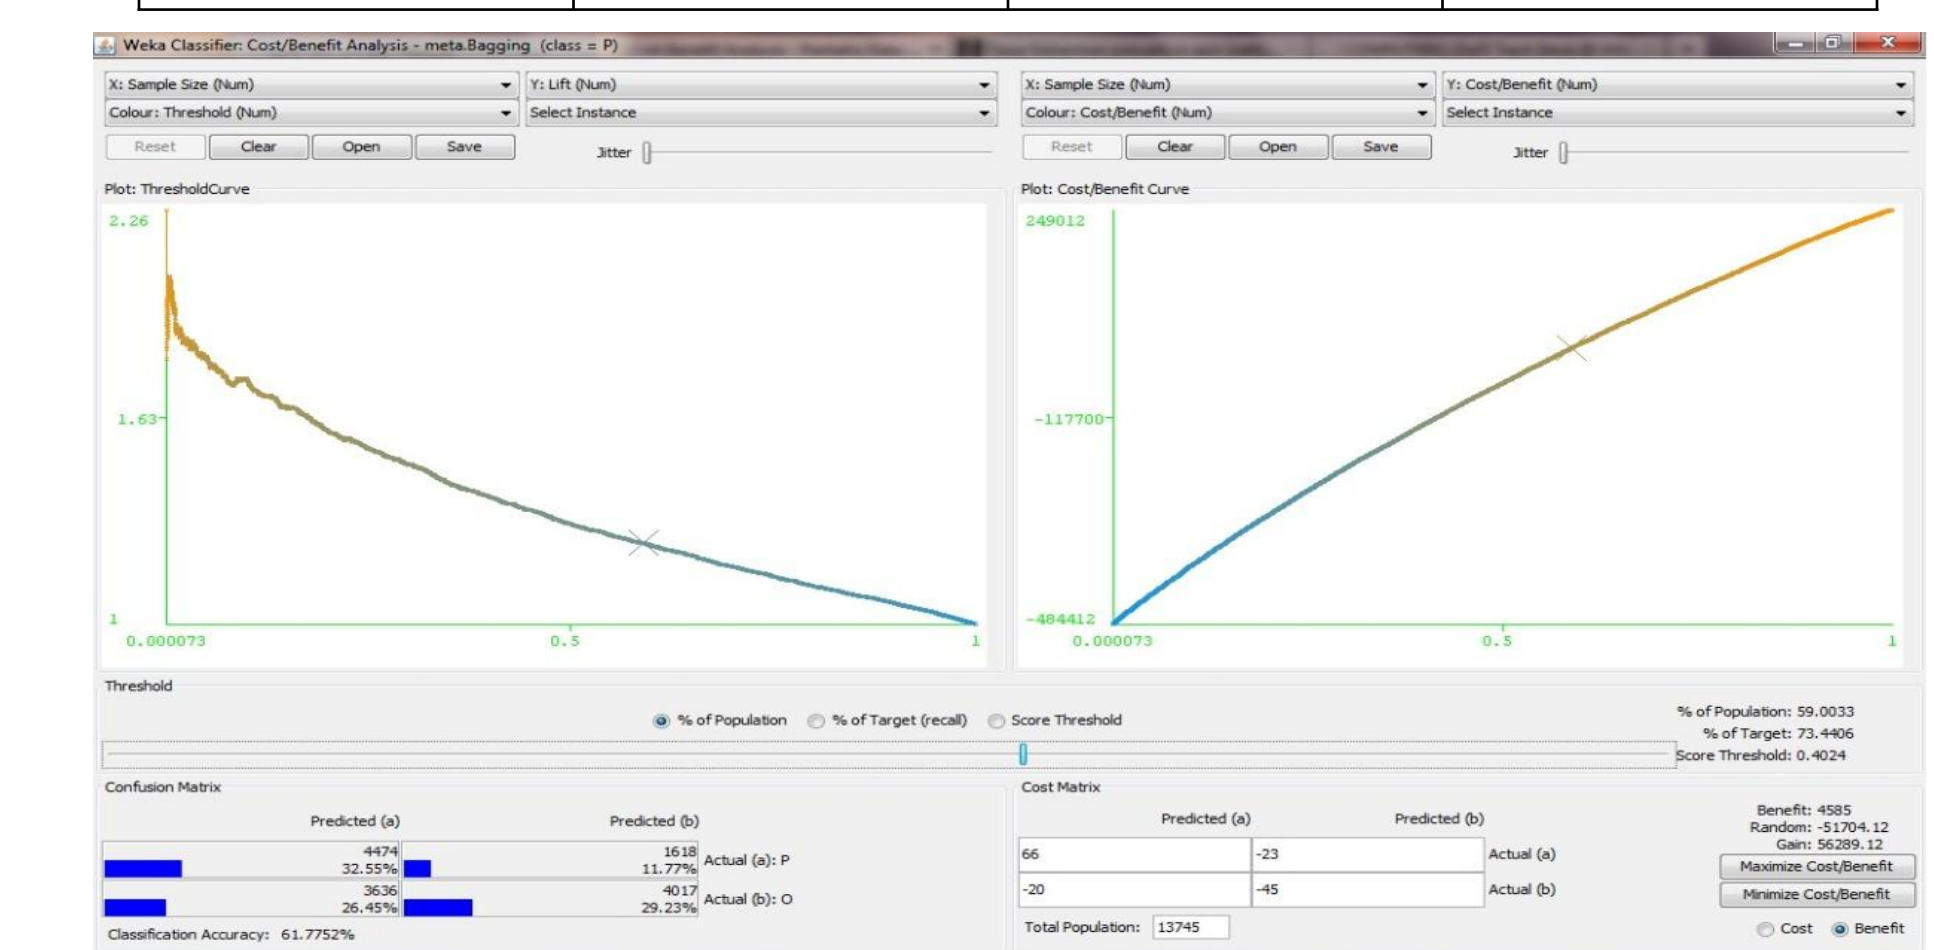 Weka Classifier: Cost/Benefit Analysis - meta.Bagging (class = P)
X: Sample Size (Num) Y: Lift (Num) X: Sample Size (Num) Y: Cost/Benefit (Num)
Colour: Threshold (Num) Select Instance Colour: Cost/Benefit (Num) Select Instance
Reset Clear Open Save Jitter Reset Clear Open Save Jitter
Plot: ThresholdCurve Plot: Cost/Benefit Curve
2.26 249012
1.63 -117700
1 -484412
0.000073 0.5 1 0.000073 0.5 1
Threshold
% of Population % of Target (recall) Score Threshold
% of Population: 59.0033
% of Target: 73.4406
Score Threshold: 0.4024
Confusion Matrix
Predicted (a) Predicted (b)
4474 1618
32.55% 11.77% Actual (a): P
3636 4017
26.45% 29.23% Actual (b): O
Classification Accuracy: 61.7752%
Cost Matrix
Predicted (a) Predicted (b)
66 -23 Actual (a)
-20 -45 Actual (b)
Total Population: 13745
Benefit: 4585
Random: -51704.12
Gain: 56289.12
Maximize Cost/Benefit
Minimize Cost/Benefit
Cost Benefit